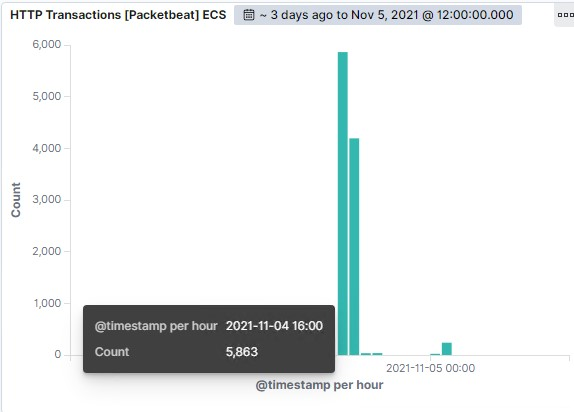 HTTP Transactions [Packetbeat] ECS ~ 3 days ago to Nov 5, 2021 @ 12:00:00.000
6,000
5,000
4,000
3,000
2,000
1,000
0
Count
@timestamp per hour 2021-11-04 16:00
Count 5,863
2021-11-05 00:00
@timestamp per hour